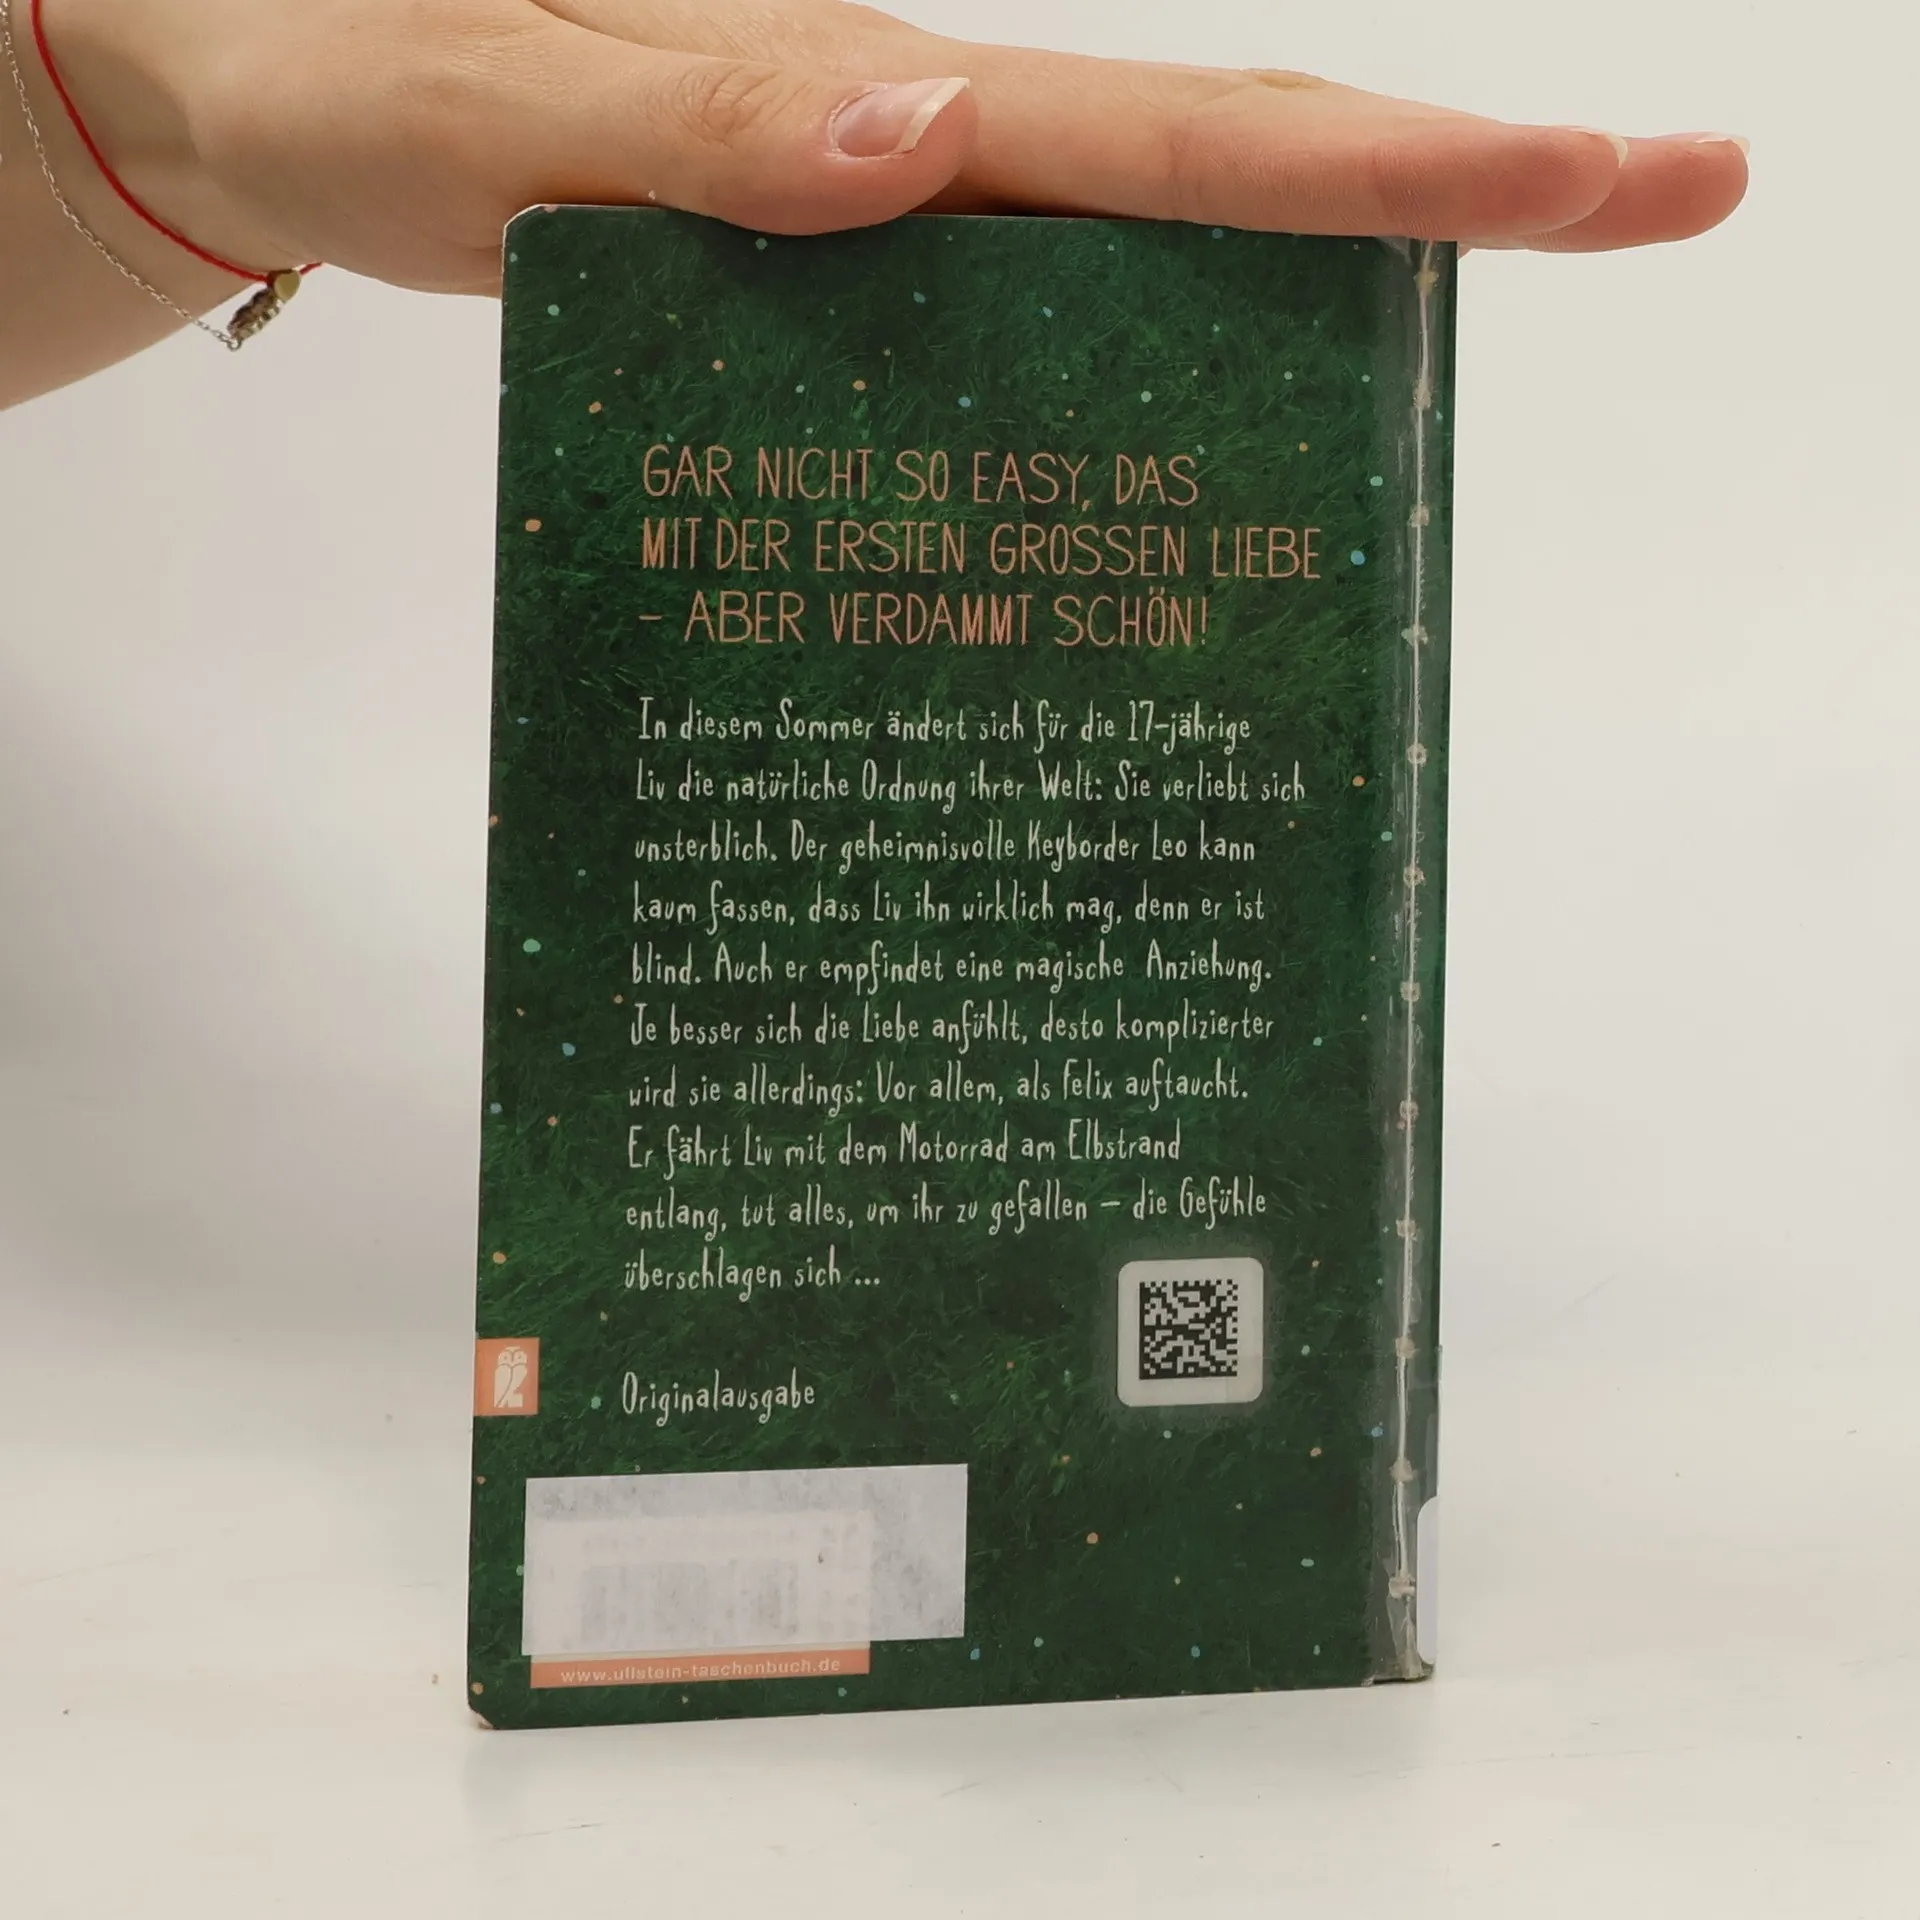 GAR NICHT SO EASY, DAS
MIT DER ERSTEN GROSSEN LIEBE
– ABER VERDAMMT SCHÖN!
In diesem Sommer ändert sich für die 17-jährige
Liv die natürliche Ordnung ihrer Welt: Sie verliebt sich
unsterblich. Der geheimnisvolle Keyborder Leo kann
kaum fassen, dass Liv ihn wirklich mag, denn er ist
blind. Auch er empfindet eine magische Anziehung.
Je besser sich die Liebe anfühlt, desto komplizierter
wird sie allerdings: Vor allem, als Felix auftaucht.
Er fährt Liv mit dem Motorrad am Elbstrand
entlang, tut alles, um ihr zu gefallen – die Gefühle
überschlagen sich ...
Originalausgabe
www.ullstein-taschenbuch.de